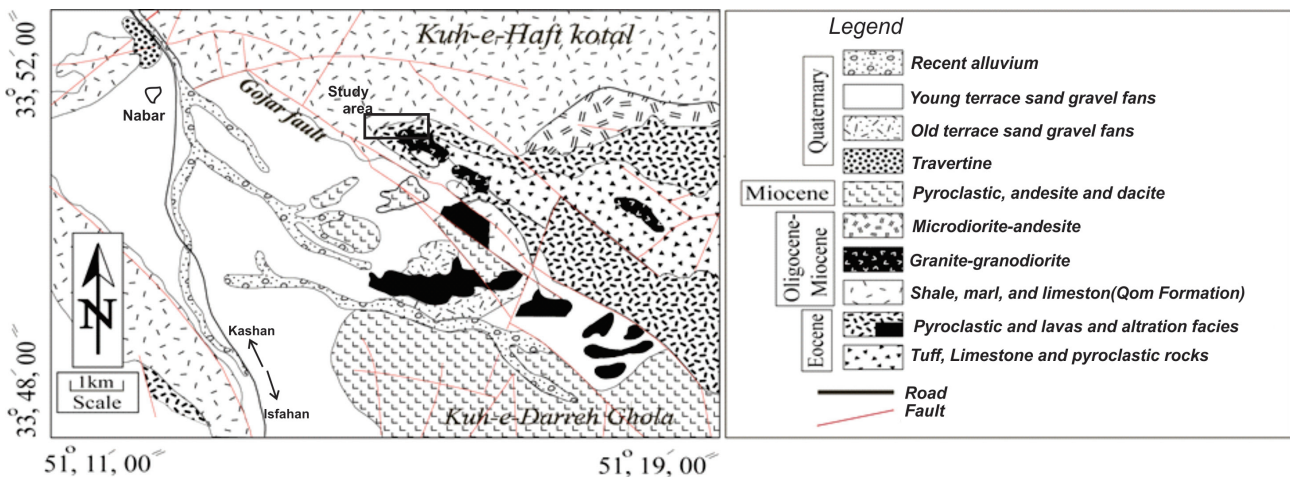 33°, 52', 00"
Kuh-e-Haft kotal
Gojar fault
Study
area
Nabar
N
1km
Scale
Kashan
Isfahan
Kuh-e-Darreh Ghola
33°, 48', 00"
51°, 11', 00"
51°, 19', 00"
Legend
Quaternary
Recent alluvium
Young terrace sand gravel fans
Old terrace sand gravel fans
Travertine
Miocene
Pyroclastic, andesite and dacite
Oligocene-
Miocene
Microdiorite-andesite
Granite-granodiorite
Shale, marl, and limeston(Qom Formation)
Eocene
Pyroclastic and lavas and altration facies
Tuff, Limestone and pyroclastic rocks
Road
Fault